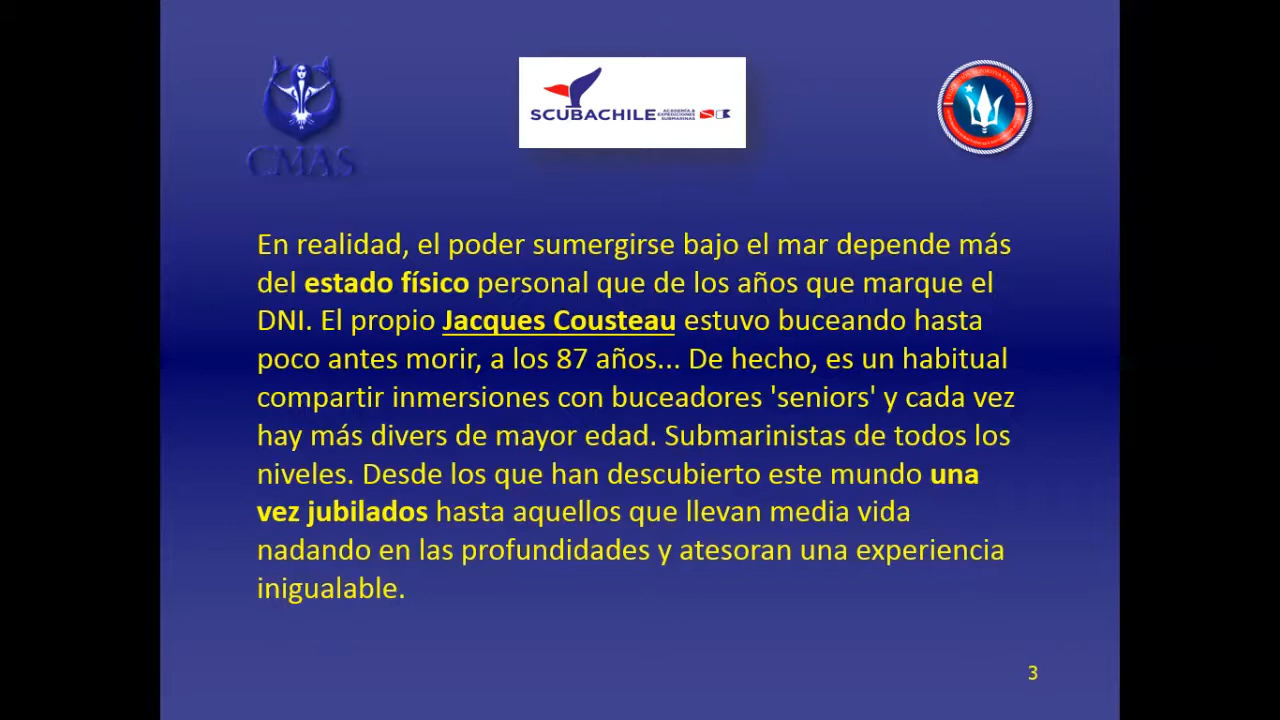 CMAS
SCUBACHILE
ACADEMIA &
EXPEDICIONES
SUBMARINAS
En realidad, el poder sumergirse bajo el mar depende más
del estado físico personal que de los años que marque el
DNI. El propio Jacques Cousteau estuvo buceando hasta
poco antes morir, a los 87 años... De hecho, es un habitual
compartir inmersiones con buceadores 'seniors' y cada vez
hay más divers de mayor edad. Submarinistas de todos los
niveles. Desde los que han descubierto este mundo una
vez jubilados hasta aquellos que llevan media vida
nadando en las profundidades y atesoran una experiencia
inigualable.
3